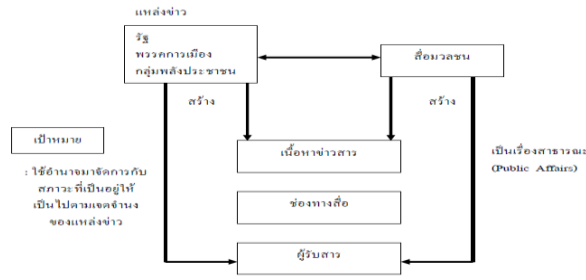 แหล่งข่าว
รัฐ
พรรคการเมือง
กลุ่มพลังประชาชน
สื่อมวลชน
สร้าง
สร้าง
เป้าหมาย
: ใช้อำนาจมาจัดการกับ
สภาวะที่เป็นอยู่ให้
เป็นไปตามเจตจำนง
ของแหล่งข่าว
เนื้อหาข่าวสาร
เป็นเรื่องสาธารณะ
(Public Affairs)
ช่องทางสื่อ
ผู้รับสาร